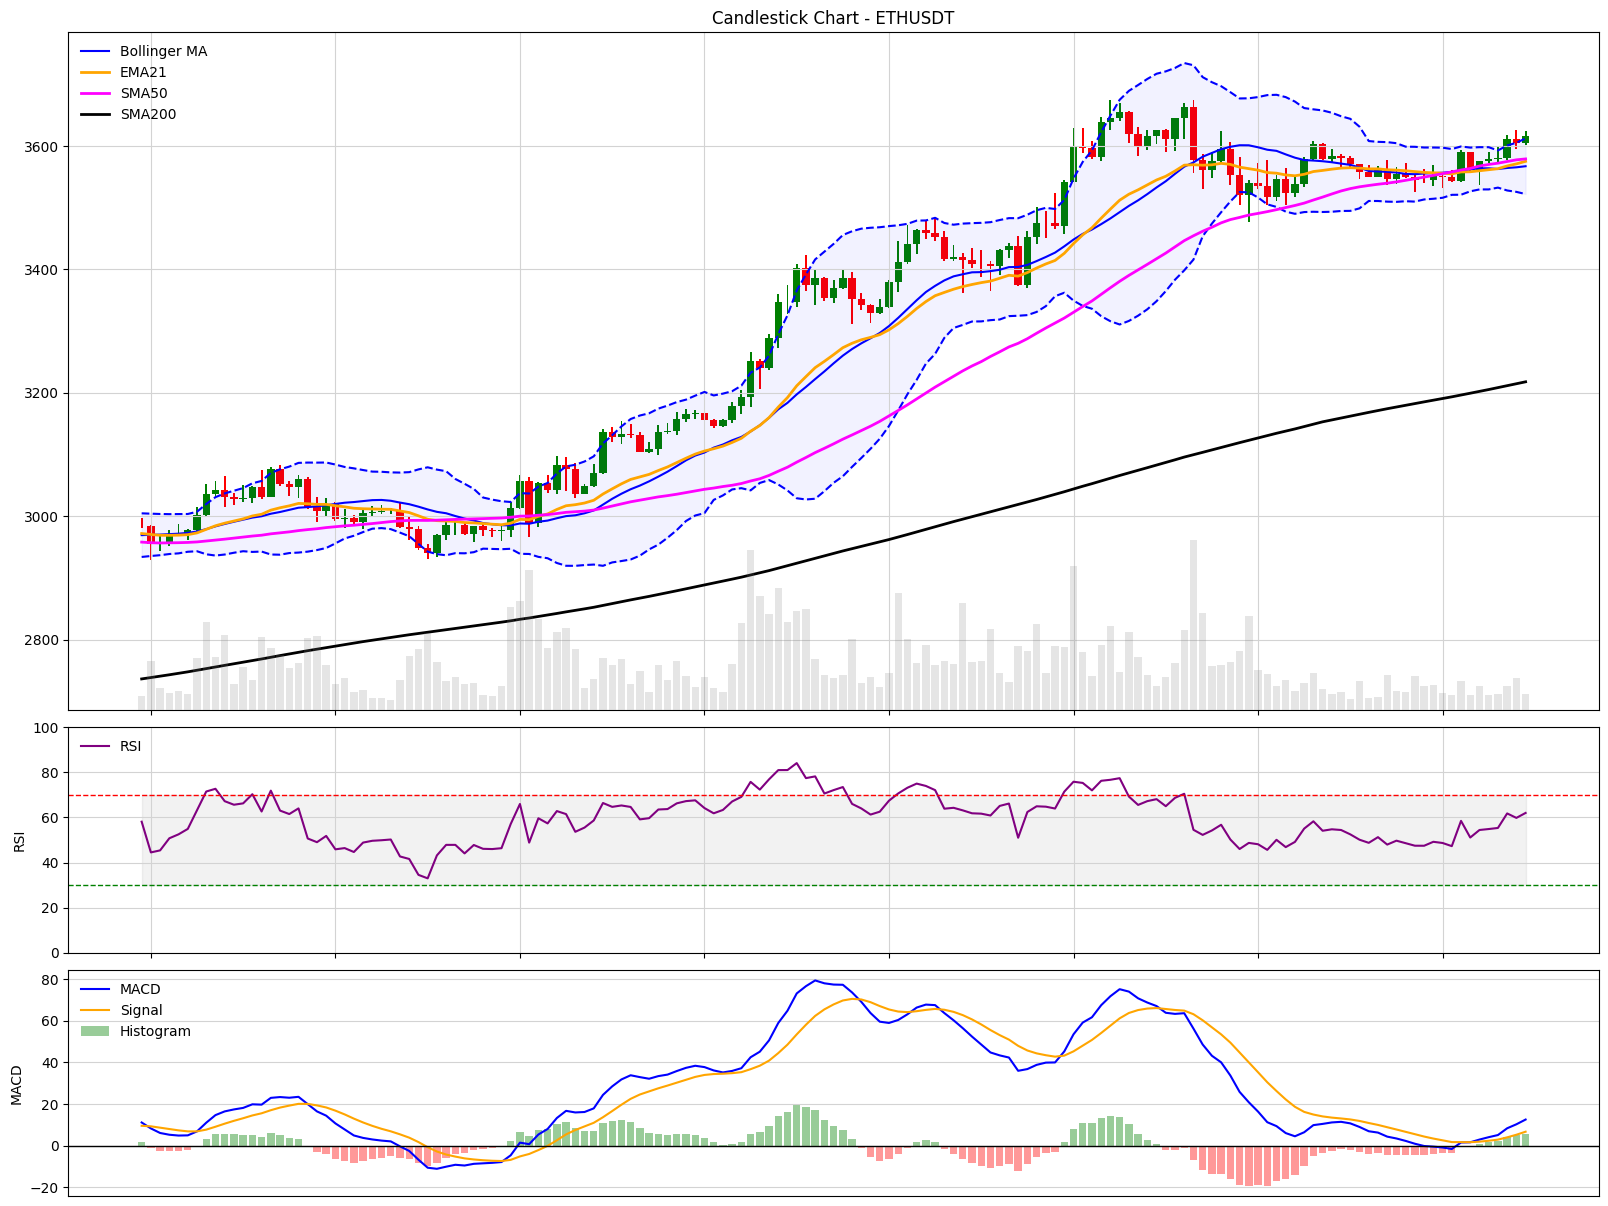 Candlestick Chart - ETHUSDT
Bollinger MA
EMA21
SMA50
SMA200
3600
3400
3200
3000
2800
100
80
60
40
20
0
RSI
RSI
80
60
40
20
0
−20
MACD
MACD
Signal
Histogram